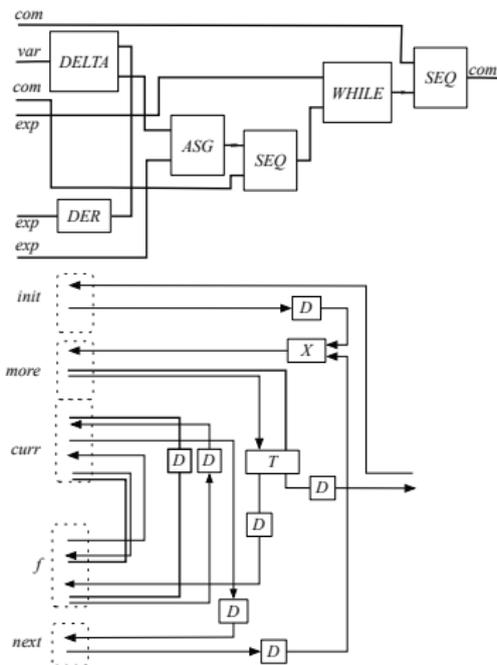 com
var
DELTA
com
exp
ASG
SEQ
WHILE
SEQ
com
exp
DER
exp
init
D
more
X
curr
D
D
T
D
D
f
D
next
D